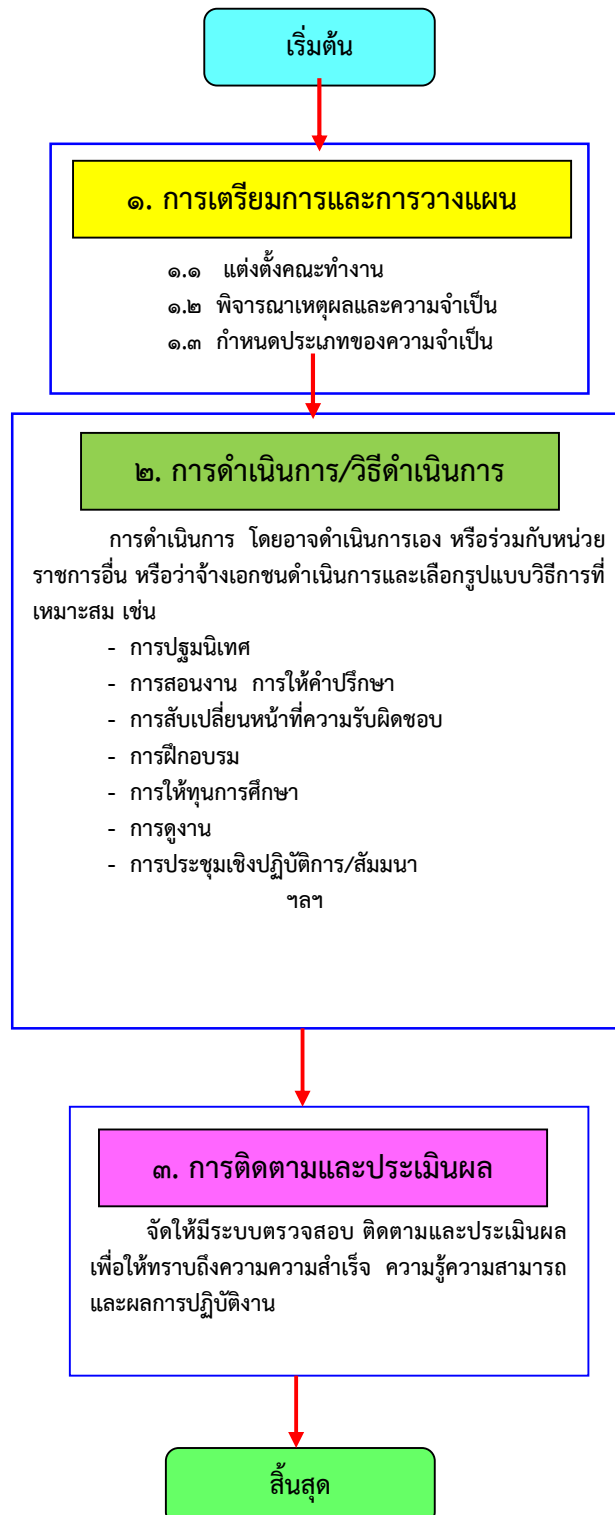 เริ่มต้น
๑. การเตรียมการและการวางแผน
๑.๑ แต่งตั้งคณะทำงาน
๑.๒ พิจารณาเหตุผลและความจำเป็น
๑.๓ กำหนดประเภทของความจำเป็น
๒. การดำเนินการ/วิธีดำเนินการ
การดำเนินการ โดยอาจดำเนินการเอง หรือร่วมกับหน่วย
ราชการอื่น หรือว่าจ้างเอกชนดำเนินการและเลือกรูปแบบวิธีการที่
เหมาะสม เช่น
- การปฐมนิเทศ
- การสอนงาน การให้คำปรึกษา
- การสับเปลี่ยนหน้าที่ความรับผิดชอบ
- การฝึกอบรม
- การให้ทุนการศึกษา
- การดูงาน
- การประชุมเชิงปฏิบัติการ/สัมมนา
ฯลฯ
๓. การติดตามและประเมินผล
จัดให้มีระบบตรวจสอบ ติดตามและประเมินผล
เพื่อให้ทราบถึงความความสำเร็จ ความรู้ความสามารถ
และผลการปฏิบัติงาน
สิ้นสุด